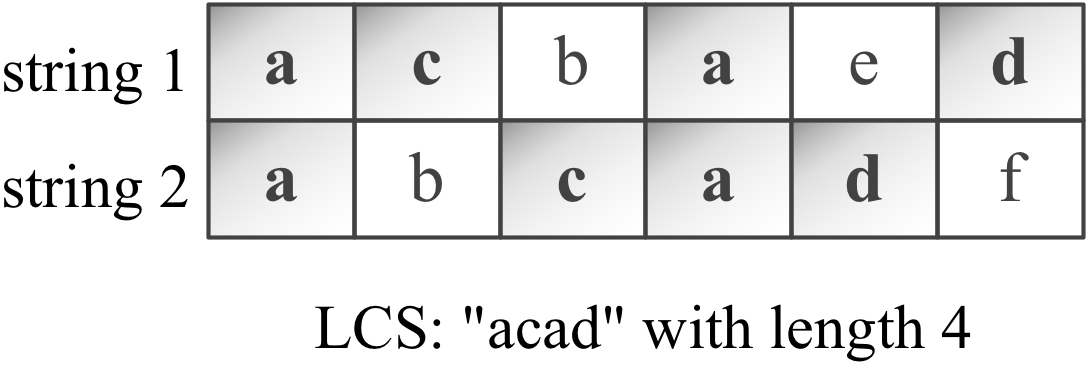 string 1 a c b a e d
string 2 a b c a d f
LCS: "acad" with length 4